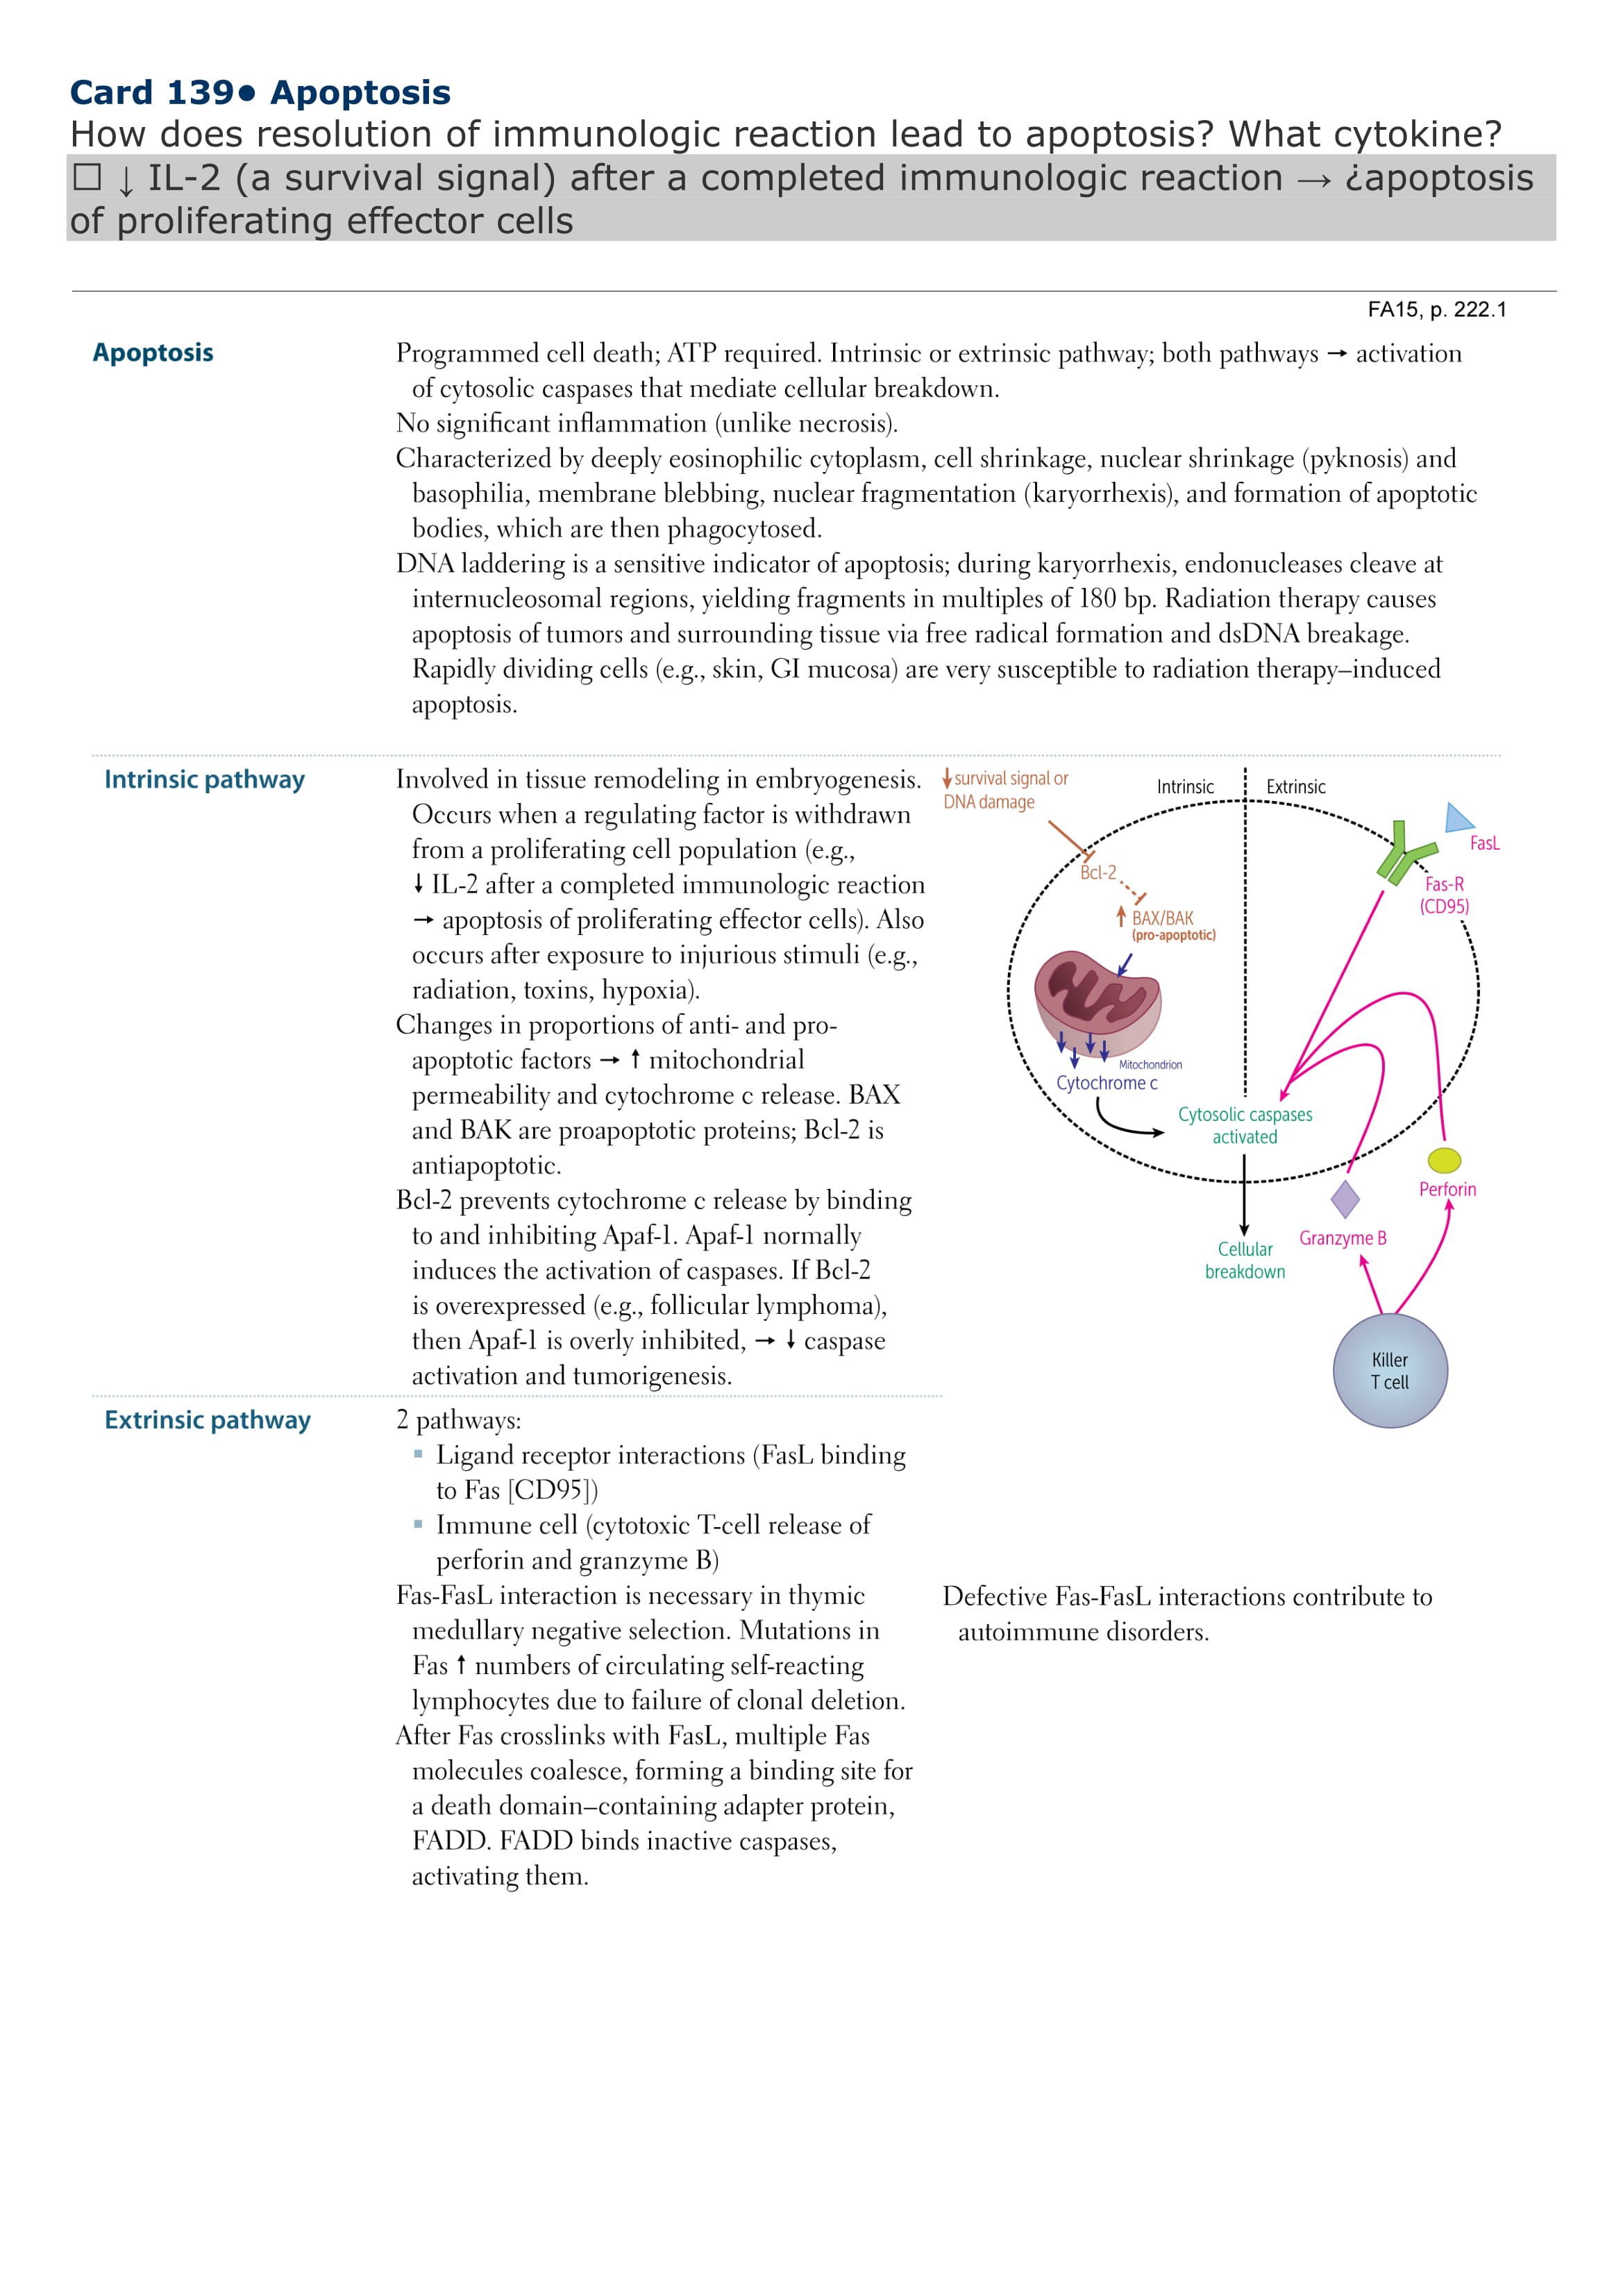 Card 139● Apoptosis
How does resolution of immunologic reaction lead to apoptosis? What cytokine?
☐ ↓ IL-2 (a survival signal) after a completed immunologic reaction → ¿apoptosis
of proliferating effector cells
FA15, p. 222.1
Apoptosis
Programmed cell death; ATP required. Intrinsic or extrinsic pathway; both pathways → activation
of cytosolic caspases that mediate cellular breakdown.
No significant inflammation (unlike necrosis).
Characterized by deeply eosinophilic cytoplasm, cell shrinkage, nuclear shrinkage (pyknosis) and
basophilia, membrane blebbing, nuclear fragmentation (karyorrhexis), and formation of apoptotic
bodies, which are then phagocytosed.
DNA laddering is a sensitive indicator of apoptosis; during karyorrhexis, endonucleases cleave at
internucleosomal regions, yielding fragments in multiples of 180 bp. Radiation therapy causes
apoptosis of tumors and surrounding tissue via free radical formation and dsDNA breakage.
Rapidly dividing cells (e.g., skin, GI mucosa) are very susceptible to radiation therapy–induced
apoptosis.
Intrinsic pathway
Involved in tissue remodeling in embryogenesis.
Occurs when a regulating factor is withdrawn
from a proliferating cell population (e.g.,
↓ IL-2 after a completed immunologic reaction
→ apoptosis of proliferating effector cells). Also
occurs after exposure to injurious stimuli (e.g.,
radiation, toxins, hypoxia).
Changes in proportions of anti- and pro-
apoptotic factors → ↑ mitochondrial
permeability and cytochrome c release. BAX
and BAK are proapoptotic proteins; Bcl-2 is
antiapoptotic.
Bcl-2 prevents cytochrome c release by binding
to and inhibiting Apaf-1. Apaf-1 normally
induces the activation of caspases. If Bcl-2
is overexpressed (e.g., follicular lymphoma),
then Apaf-1 is overly inhibited, → ↓ caspase
activation and tumorigenesis.
↓ survival signal or
DNA damage
Intrinsic
Extrinsic
FasL
Fas-R
(CD95)
Bcl-2
↑ BAX/BAK
(pro-apoptotic)
Mitochondrion
Cytochrome c
Cytosolic caspases
activated
Perforin
Granzyme B
Cellular
breakdown
Killer
T cell
Extrinsic pathway
2 pathways:
▪ Ligand receptor interactions (FasL binding
to Fas [CD95])
▪ Immune cell (cytotoxic T-cell release of
perforin and granzyme B)
Fas-FasL interaction is necessary in thymic
medullary negative selection. Mutations in
Fas ↑ numbers of circulating self-reacting
lymphocytes due to failure of clonal deletion.
After Fas crosslinks with FasL, multiple Fas
molecules coalesce, forming a binding site for
a death domain–containing adapter protein,
FADD. FADD binds inactive caspases,
activating them.
Defective Fas-FasL interactions contribute to
autoimmune disorders.